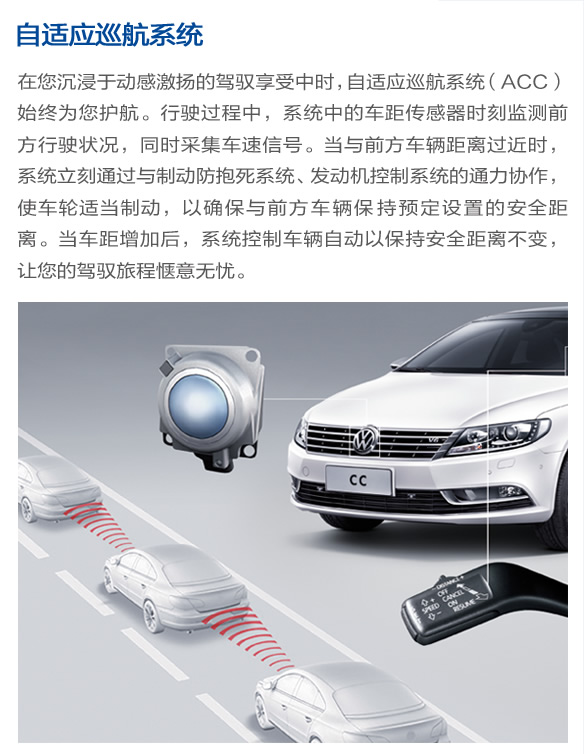 自适应巡航系统
在您沉浸于动感激扬的驾驭享受中时，自适应巡航系统（ACC）
始终为您护航。行驶过程中，系统中的车距传感器时刻监测前
方行驶状况，同时采集车速信号。当与前方车辆距离过近时，
系统立刻通过与制动防抱死系统、发动机控制系统的通力协作，
使车轮适当制动，以确保与前方车辆保持预定设置的安全距
离。当车距增加后，系统控制车辆自动以保持安全距离不变，
让您的驾驭旅程惬意无忧。
V6
CC
-DISTANCE+
OFF
+ CANCEL
SPEED ON
- RESUME